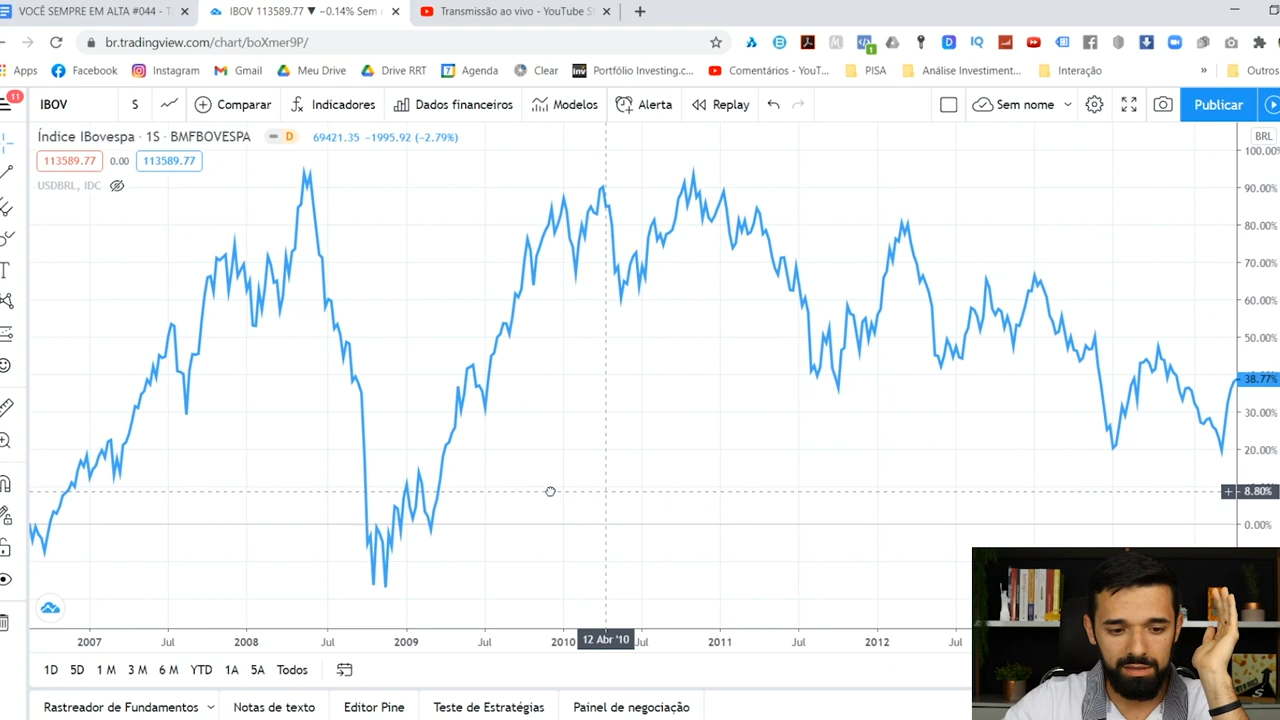 VOCÊ SEMPRE EM ALTA #044 - T
IBOV 113589.77 ▼ −0.14% Sem n
Transmissão ao vivo - YouTube S
br.tradingview.com/chart/boXmer9P/
Apps
Facebook
Instagram
Gmail
Meu Drive
Drive RRT
Agenda
Clear
Portfólio Investing.c...
Comentários - YouT...
PISA
Análise Investiment...
Interação
»
Outros
11
IBOV
S
Comparar
Indicadores
Dados financeiros
Modelos
Alerta
Replay
Sem nome
Publicar
Índice IBovespa · 1S · BMFBOVESPA
D
69421.35 −1995.92 (−2.79%)
BRL
113589.77
0.00
113589.77
USDBRL, IDC
100.00%
90.00%
80.00%
70.00%
60.00%
50.00%
38.77%
30.00%
20.00%
8.80%
0.00%
2007
Jul
2008
Jul
2009
Jul
2010
12 Abr '10
Jul
2011
Jul
2012
Jul
1D
5D
1 M
3 M
6 M
YTD
1A
5A
Todos
Rastreador de Fundamentos
Notas de texto
Editor Pine
Teste de Estratégias
Painel de negociação